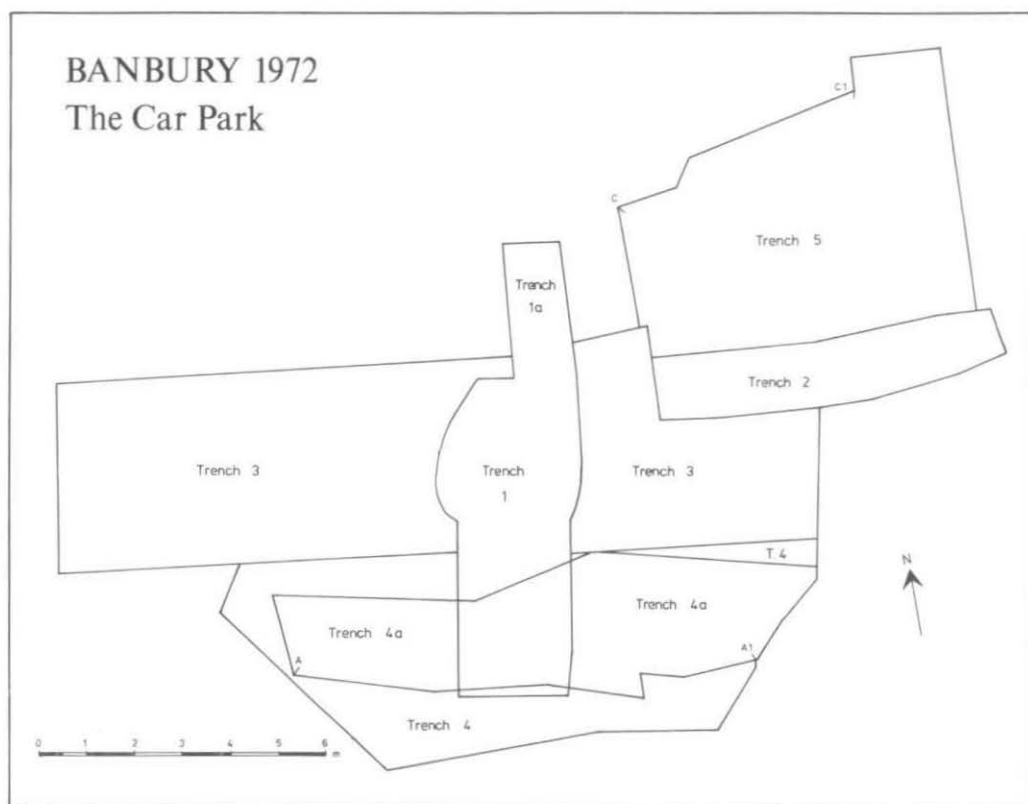 BANBURY 1972
The Car Park
C1
C
Trench 5
Trench
1a
Trench 2
Trench 3
Trench
1
Trench 3
T. 4
N
Trench 4a
Trench 4a
A
A1
Trench 4
0 1 2 3 4 5 6
m